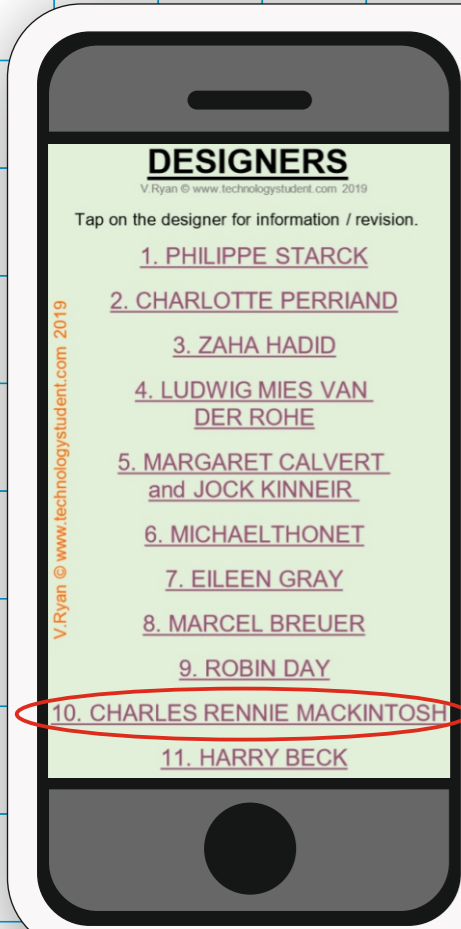 DESIGNERS
V.Ryan © www.technologystudent.com 2019
Tap on the designer for information / revision.
1. PHILIPPE STARCK
2. CHARLOTTE PERRIAND
3. ZAHA HADID
4. LUDWIG MIES VAN
DER ROHE
5. MARGARET CALVERT
and JOCK KINNEIR
6. MICHAELTHONET
7. EILEEN GRAY
8. MARCEL BREUER
9. ROBIN DAY
10. CHARLES RENNIE MACKINTOSH
11. HARRY BECK
V.Ryan © www.technologystudent.com 2019